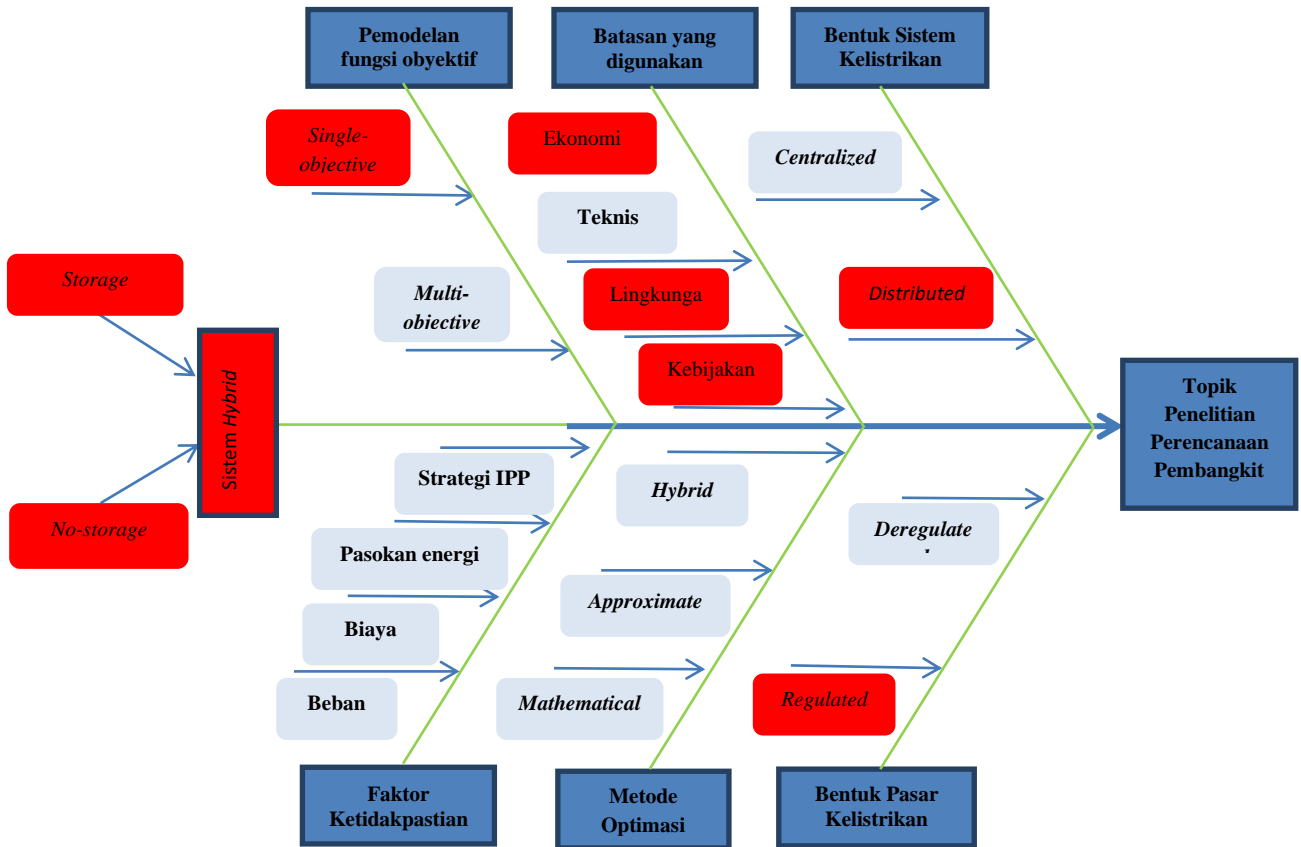 Pemodelan
fungsi obyektif
Batasan yang
digunakan
Bentuk Sistem
Kelistrikan
Single-
objective
Ekonomi
Centralized
Teknis
Storage
Multi-
objective
Lingkunga
Distributed
Kebijakan
Sistem Hybrid
Topik
Penelitian
Perencanaan
Pembangkit
Strategi IPP
Hybrid
No-storage
Pasokan energi
Deregulate
Approximate
Biaya
Beban
Mathematical
Regulated
Faktor
Ketidakpastian
Metode
Optimasi
Bentuk Pasar
Kelistrikan